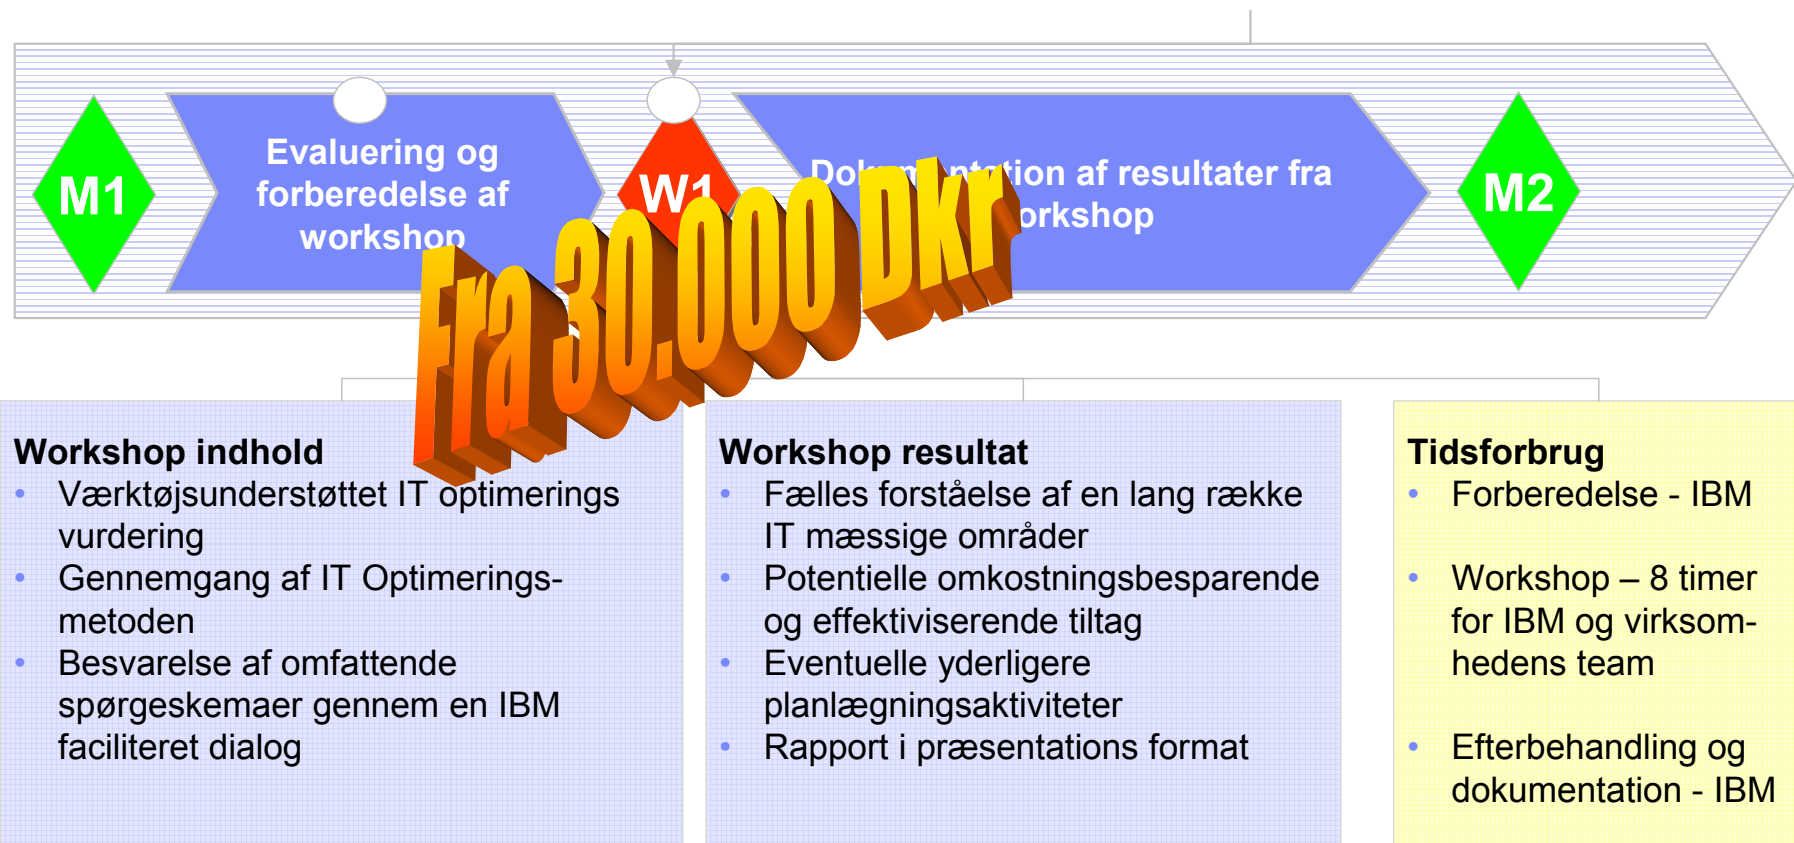 M1
Evaluering og
forberedelse af
workshop
W1
Dokumentation af resultater fra
workshop
M2
Fra 30.000 Dkr
Workshop indhold
• Værktøjsunderstøttet IT optimerings
vurdering
• Gennemgang af IT Optimerings-
metoden
• Besvarelse af omfattende
spørgeskemaer gennem en IBM
faciliteret dialog
Workshop resultat
• Fælles forståelse af en lang række
IT mæssige områder
• Potentielle omkostningsbesparende
og effektiviserende tiltag
• Eventuelle yderligere
planlægningsaktiviteter
• Rapport i præsentations format
Tidsforbrug
• Forberedelse - IBM
• Workshop – 8 timer
for IBM og virksom-
hedens team
• Efterbehandling og
dokumentation - IBM